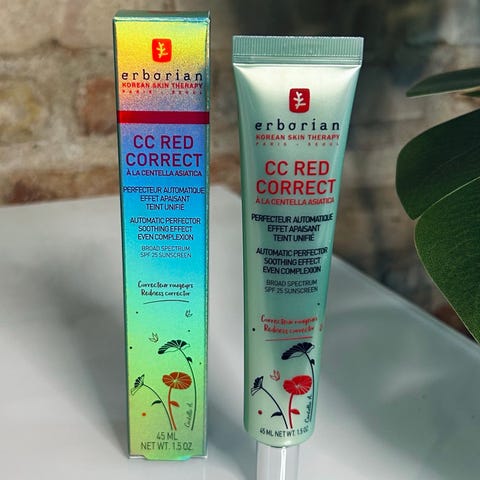 erborian
KOREAN SKIN THERAPY
PARIS - SEOUL
CC RED
CORRECT
À LA CENTELLA ASIATICA
PERFECTEUR AUTOMATIQUE
EFFET APAISANT
TEINT UNIFIÉ
AUTOMATIC PERFECTOR
SOOTHING EFFECT
EVEN COMPLEXION
BROAD SPECTRUM
SPF 25 SUNSCREEN
Correcteur rougeurs
Redness corrector
Centella A.
45 ML
NET WT. 1.5 OZ.
erborian
KOREAN SKIN THERAPY
PARIS - SEOUL
CC RED
CORRECT
À LA CENTELLA ASIATICA
PERFECTEUR AUTOMATIQUE
EFFET APAISANT
TEINT UNIFIÉ
AUTOMATIC PERFECTOR
SOOTHING EFFECT
EVEN COMPLEXION
BROAD SPECTRUM
SPF 25 SUNSCREEN
Correcteur rougeurs
Redness corrector
Centella A.
45 ML NET WT. 1.5 OZ.